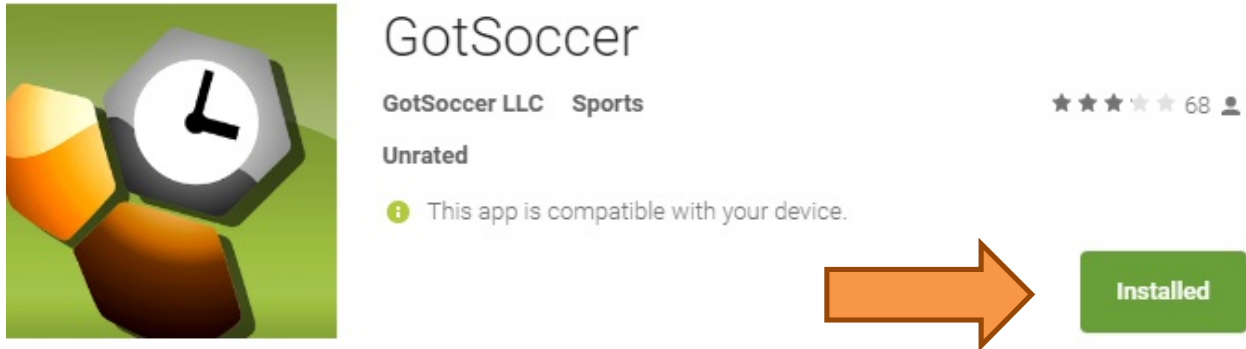 GotSoccer
GotSoccer LLC Sports
68
Unrated
This app is compatible with your device.
Installed